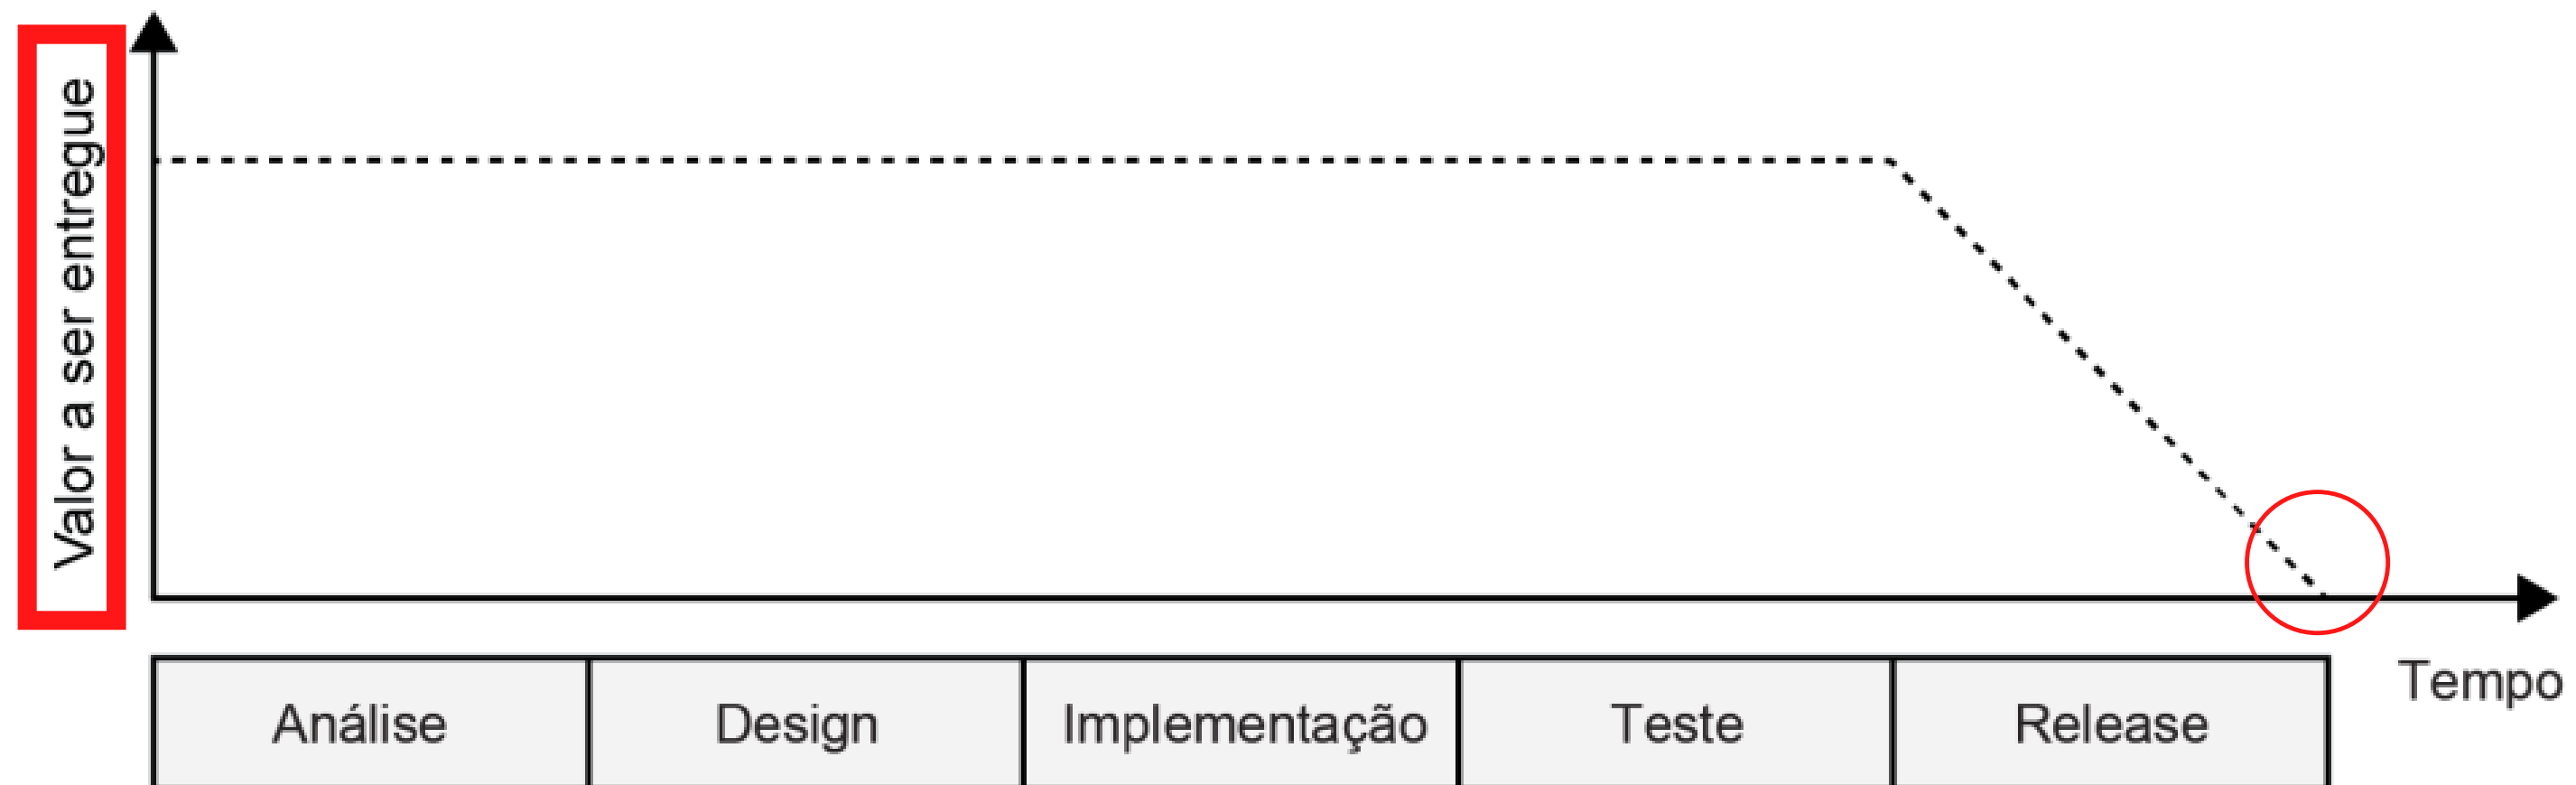 Valor a ser entregue
Tempo
Análise
Design
Implementação
Teste
Release